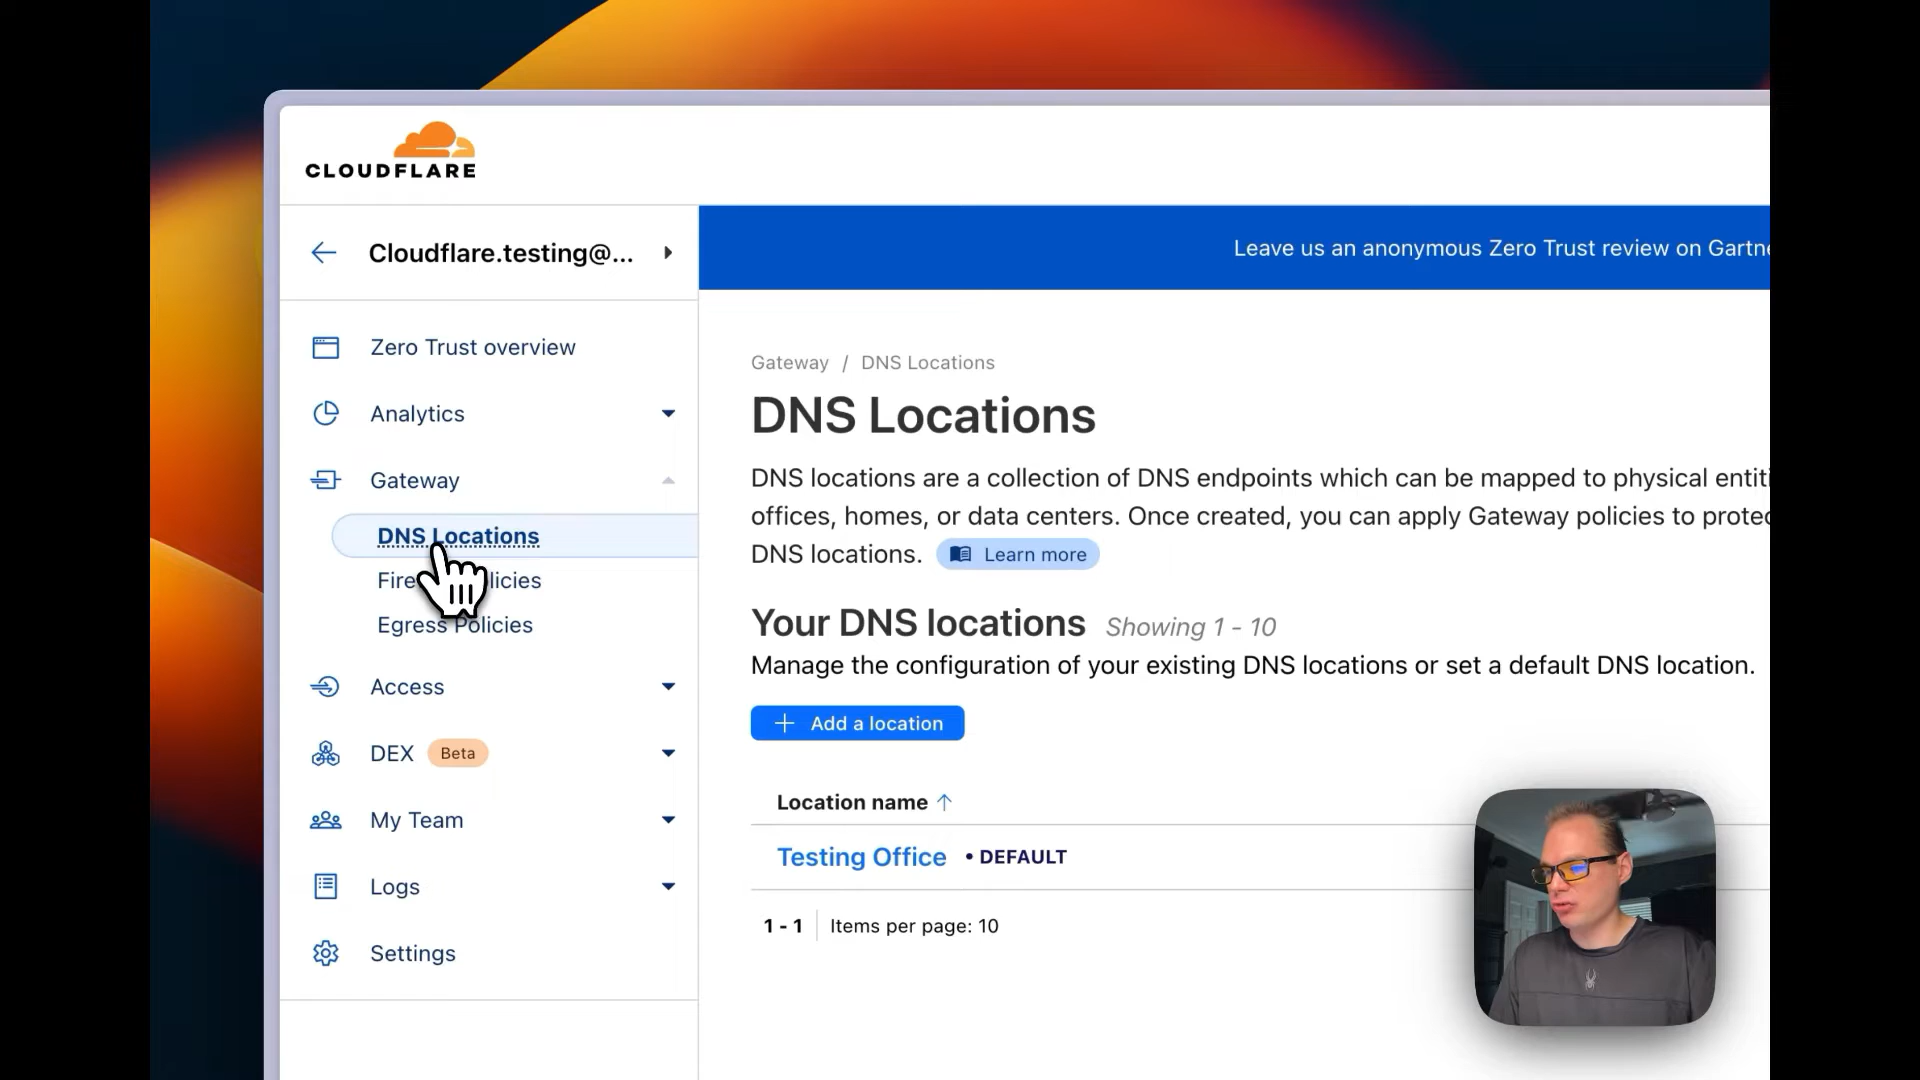 CLOUDFLARE
Cloudflare.testing@...
Leave us an anonymous Zero Trust review on Gartne
Zero Trust overview
Analytics
Gateway
DNS Locations
Fire licies
Egress Policies
Access
DEX Beta
My Team
Logs
Settings
Gateway / DNS Locations
DNS Locations
DNS locations are a collection of DNS endpoints which can be mapped to physical entiti
offices, homes, or data centers. Once created, you can apply Gateway policies to protec
DNS locations. Learn more
Your DNS locations Showing 1 - 10
Manage the configuration of your existing DNS locations or set a default DNS location.
+ Add a location
Location name ↑
Testing Office • DEFAULT
1 - 1 Items per page: 10